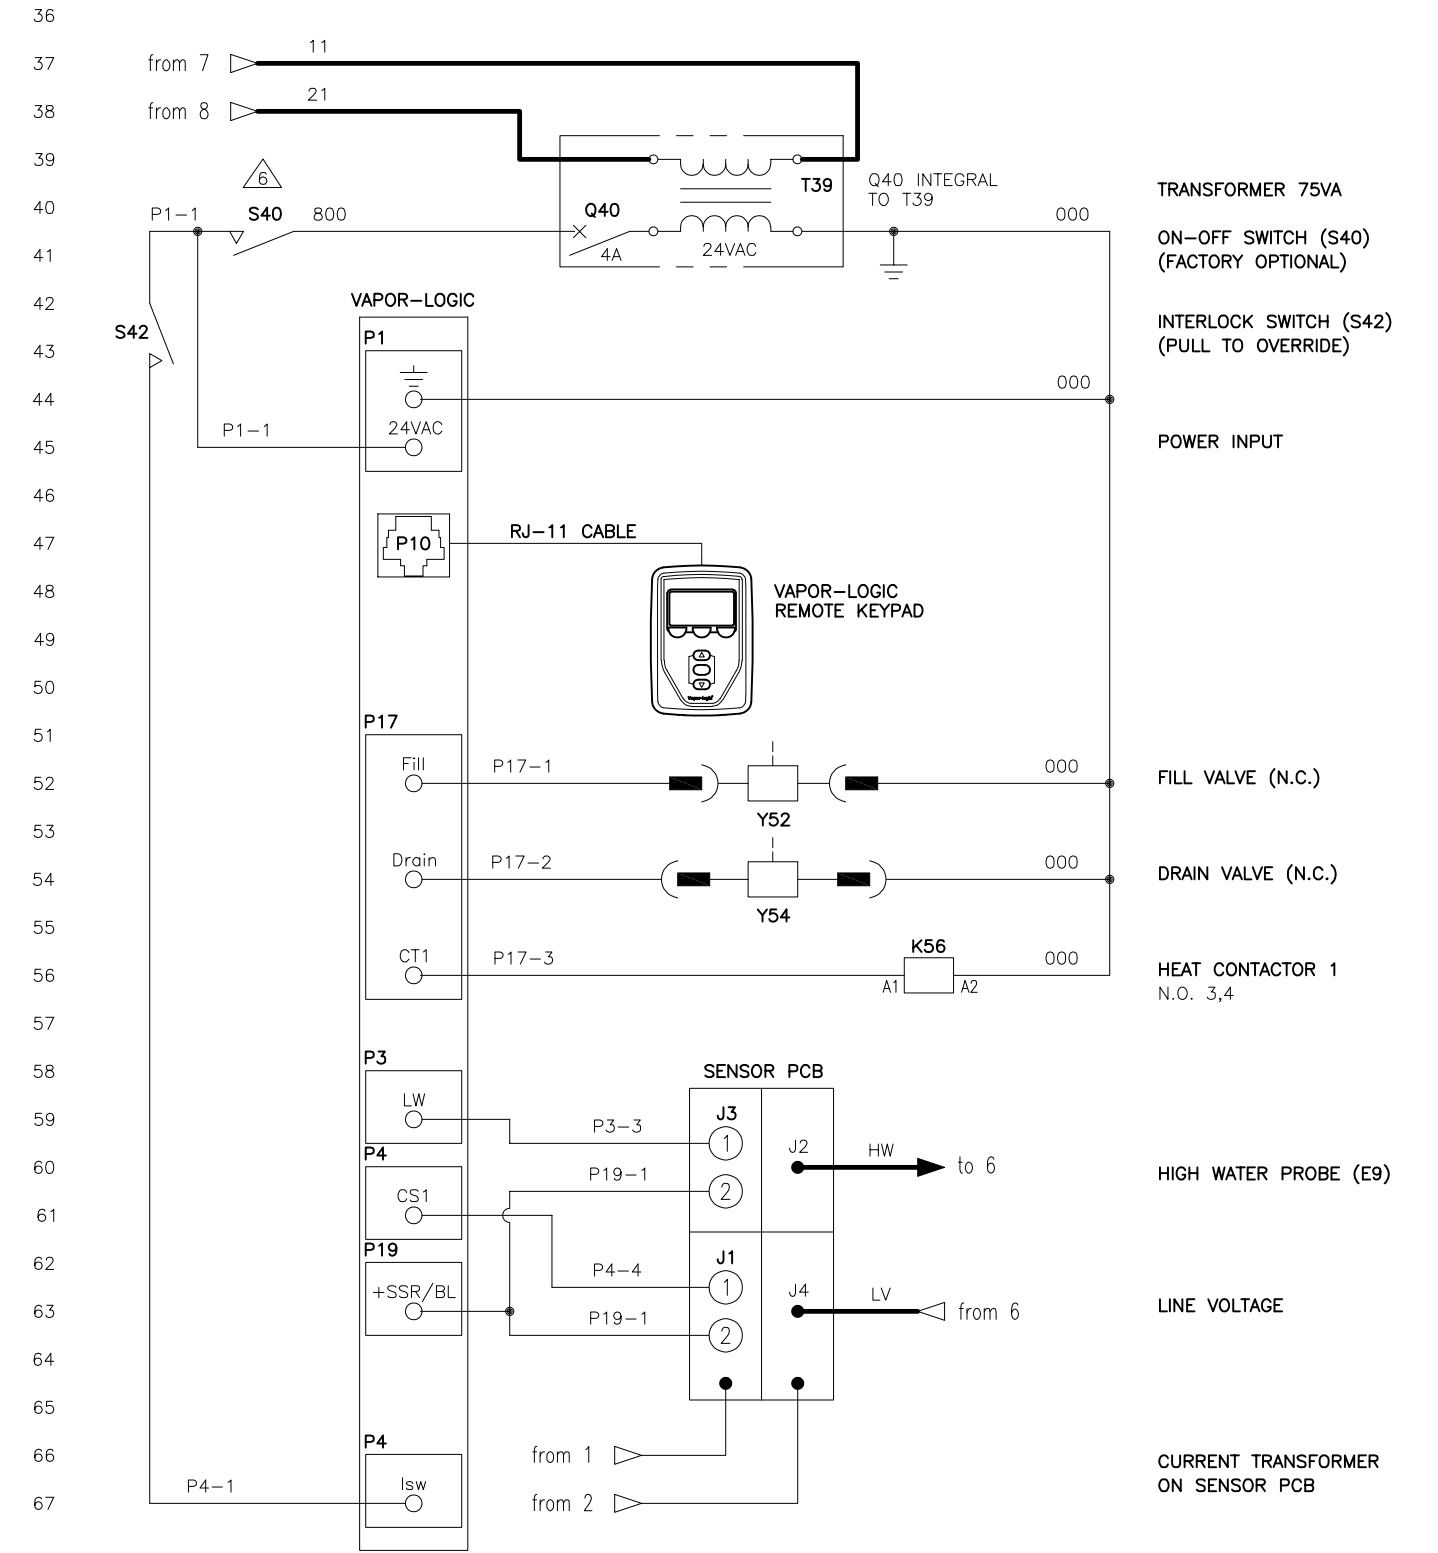 36
11
37 from 7
21
38 from 8
39
6
T39
Q40 INTEGRAL
TO T39
TRANSFORMER 75VA
40
P1-1 S40 800
Q40
000
ON-OFF SWITCH (S40)
(FACTORY OPTIONAL)
41
4A
24VAC
42
VAPOR-LOGIC
INTERLOCK SWITCH (S42)
(PULL TO OVERRIDE)
S42
P1
43
000
44
24VAC
P1-1
45
POWER INPUT
46
RJ-11 CABLE
47
P10
48
VAPOR-LOGIC
REMOTE KEYPAD
49
50
Vapor-logic
51
P17
Fill
P17-1
000
52
FILL VALVE (N.C.)
Y52
53
Drain
P17-2
000
54
DRAIN VALVE (N.C.)
Y54
55
K56
CT1
P17-3
000
56
A1 A2
HEAT CONTACTOR 1
N.O. 3,4
57
P3
58
SENSOR PCB
LW
59
J3
P3-3
1
J2
HW
P4
60
to 6
HIGH WATER PROBE (E9)
P19-1
2
CS1
61
P19
62
J1
P4-4
1
+SSR/BL
J4
LV
63
from 6
LINE VOLTAGE
P19-1
2
64
65
P4
66
from 1
CURRENT TRANSFORMER
ON SENSOR PCB
P4-1
Isw
67
from 2